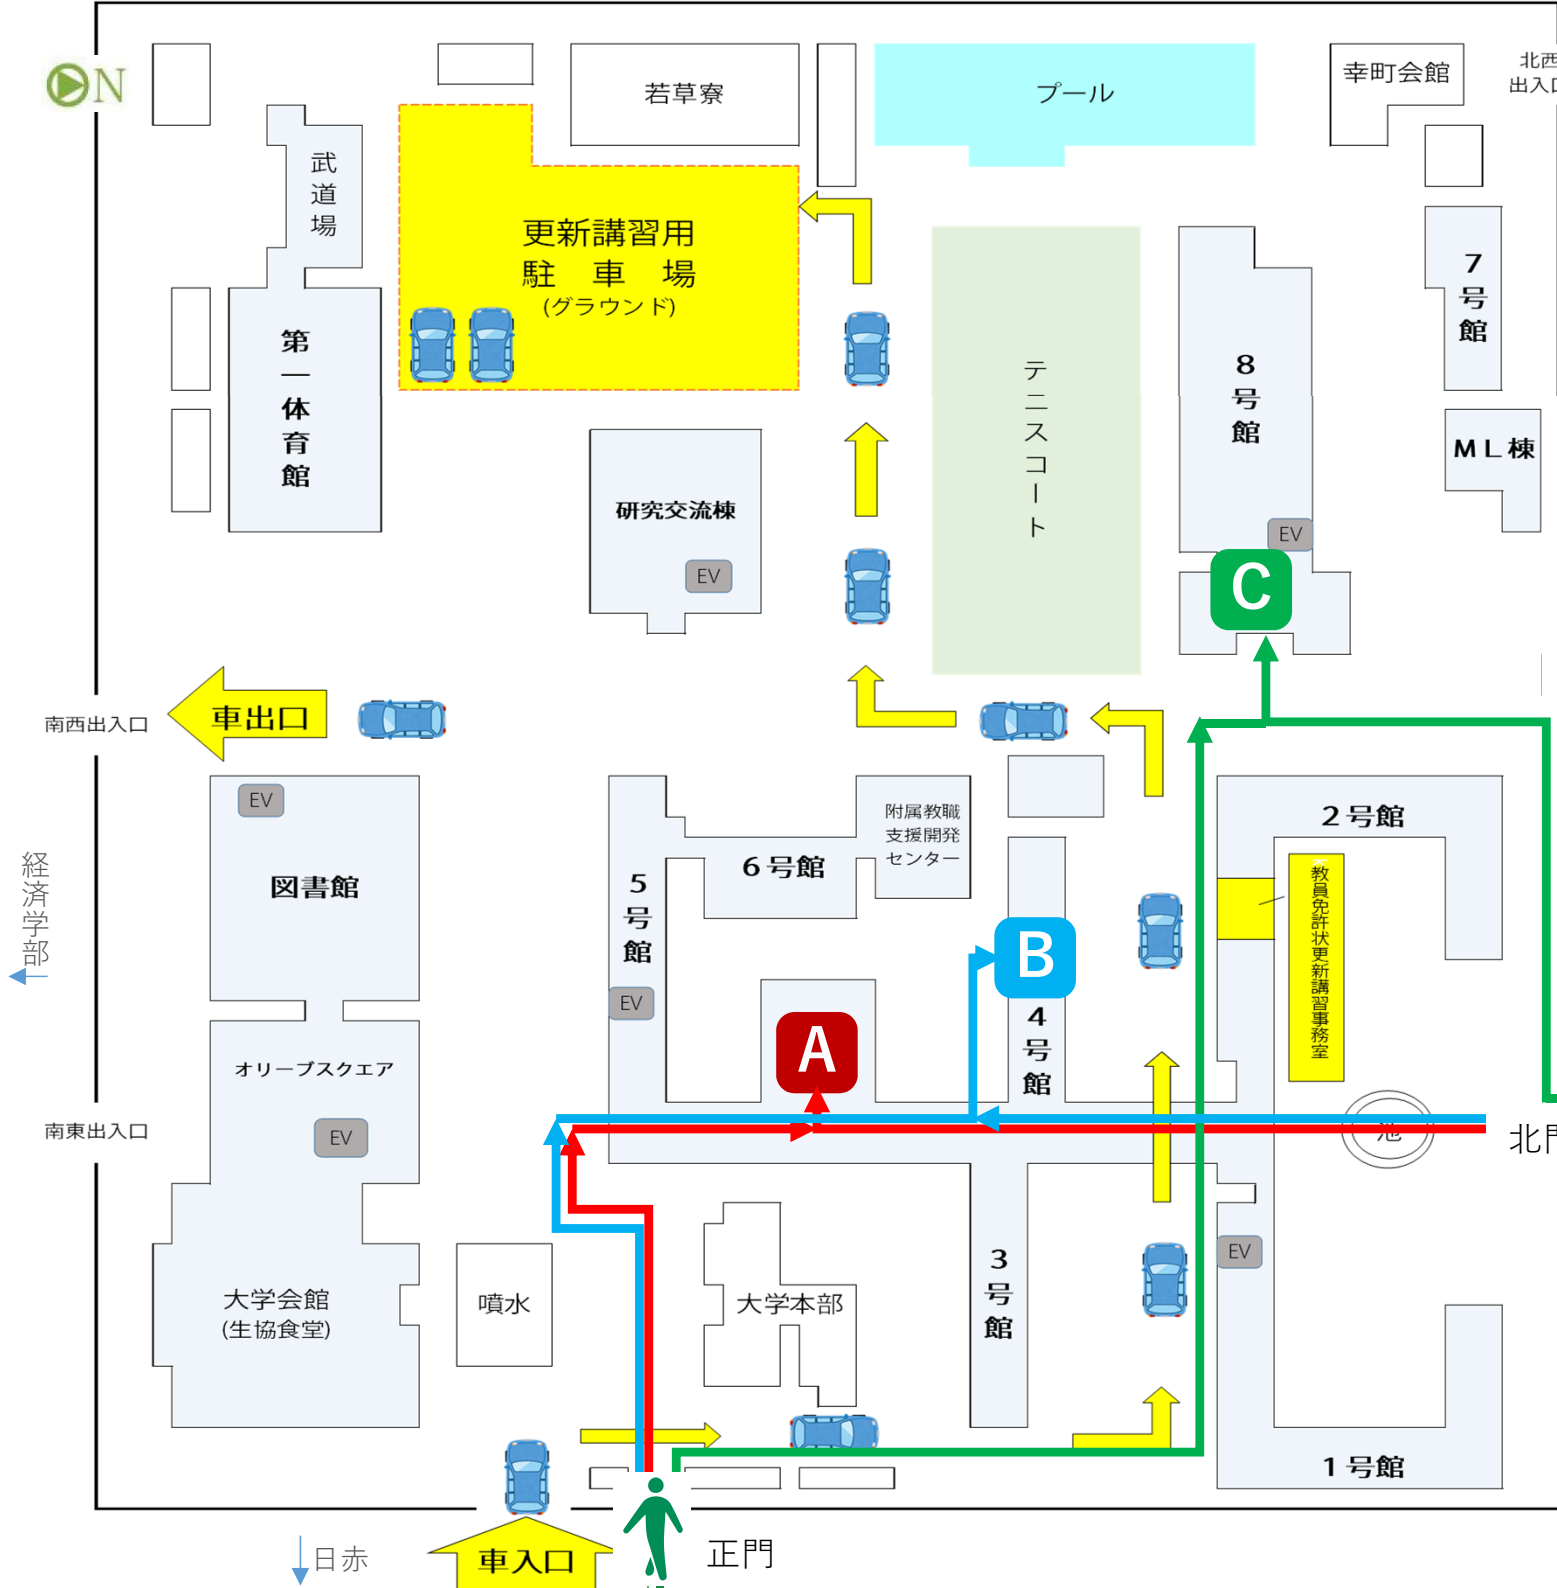 N
若草寮
プール
幸町会館
北西
出入口
武道場
更新講習用
駐 車 場
(グラウンド)
7号館
第一体育館
テニスコート
8号館
ML棟
研究交流棟
EV
EV
C
南西出入口
車出口
EV
図書館
経済学部
5号館
6号館
附属教職
支援開発
センター
2号館
教員免許状更新講習事務室
B
EV
A
4号館
オリーブスクエア
EV
南東出入口
池
北門
EV
3号館
大学会館
(生協食堂)
噴水
大学本部
1号館
日赤
車入口
正門